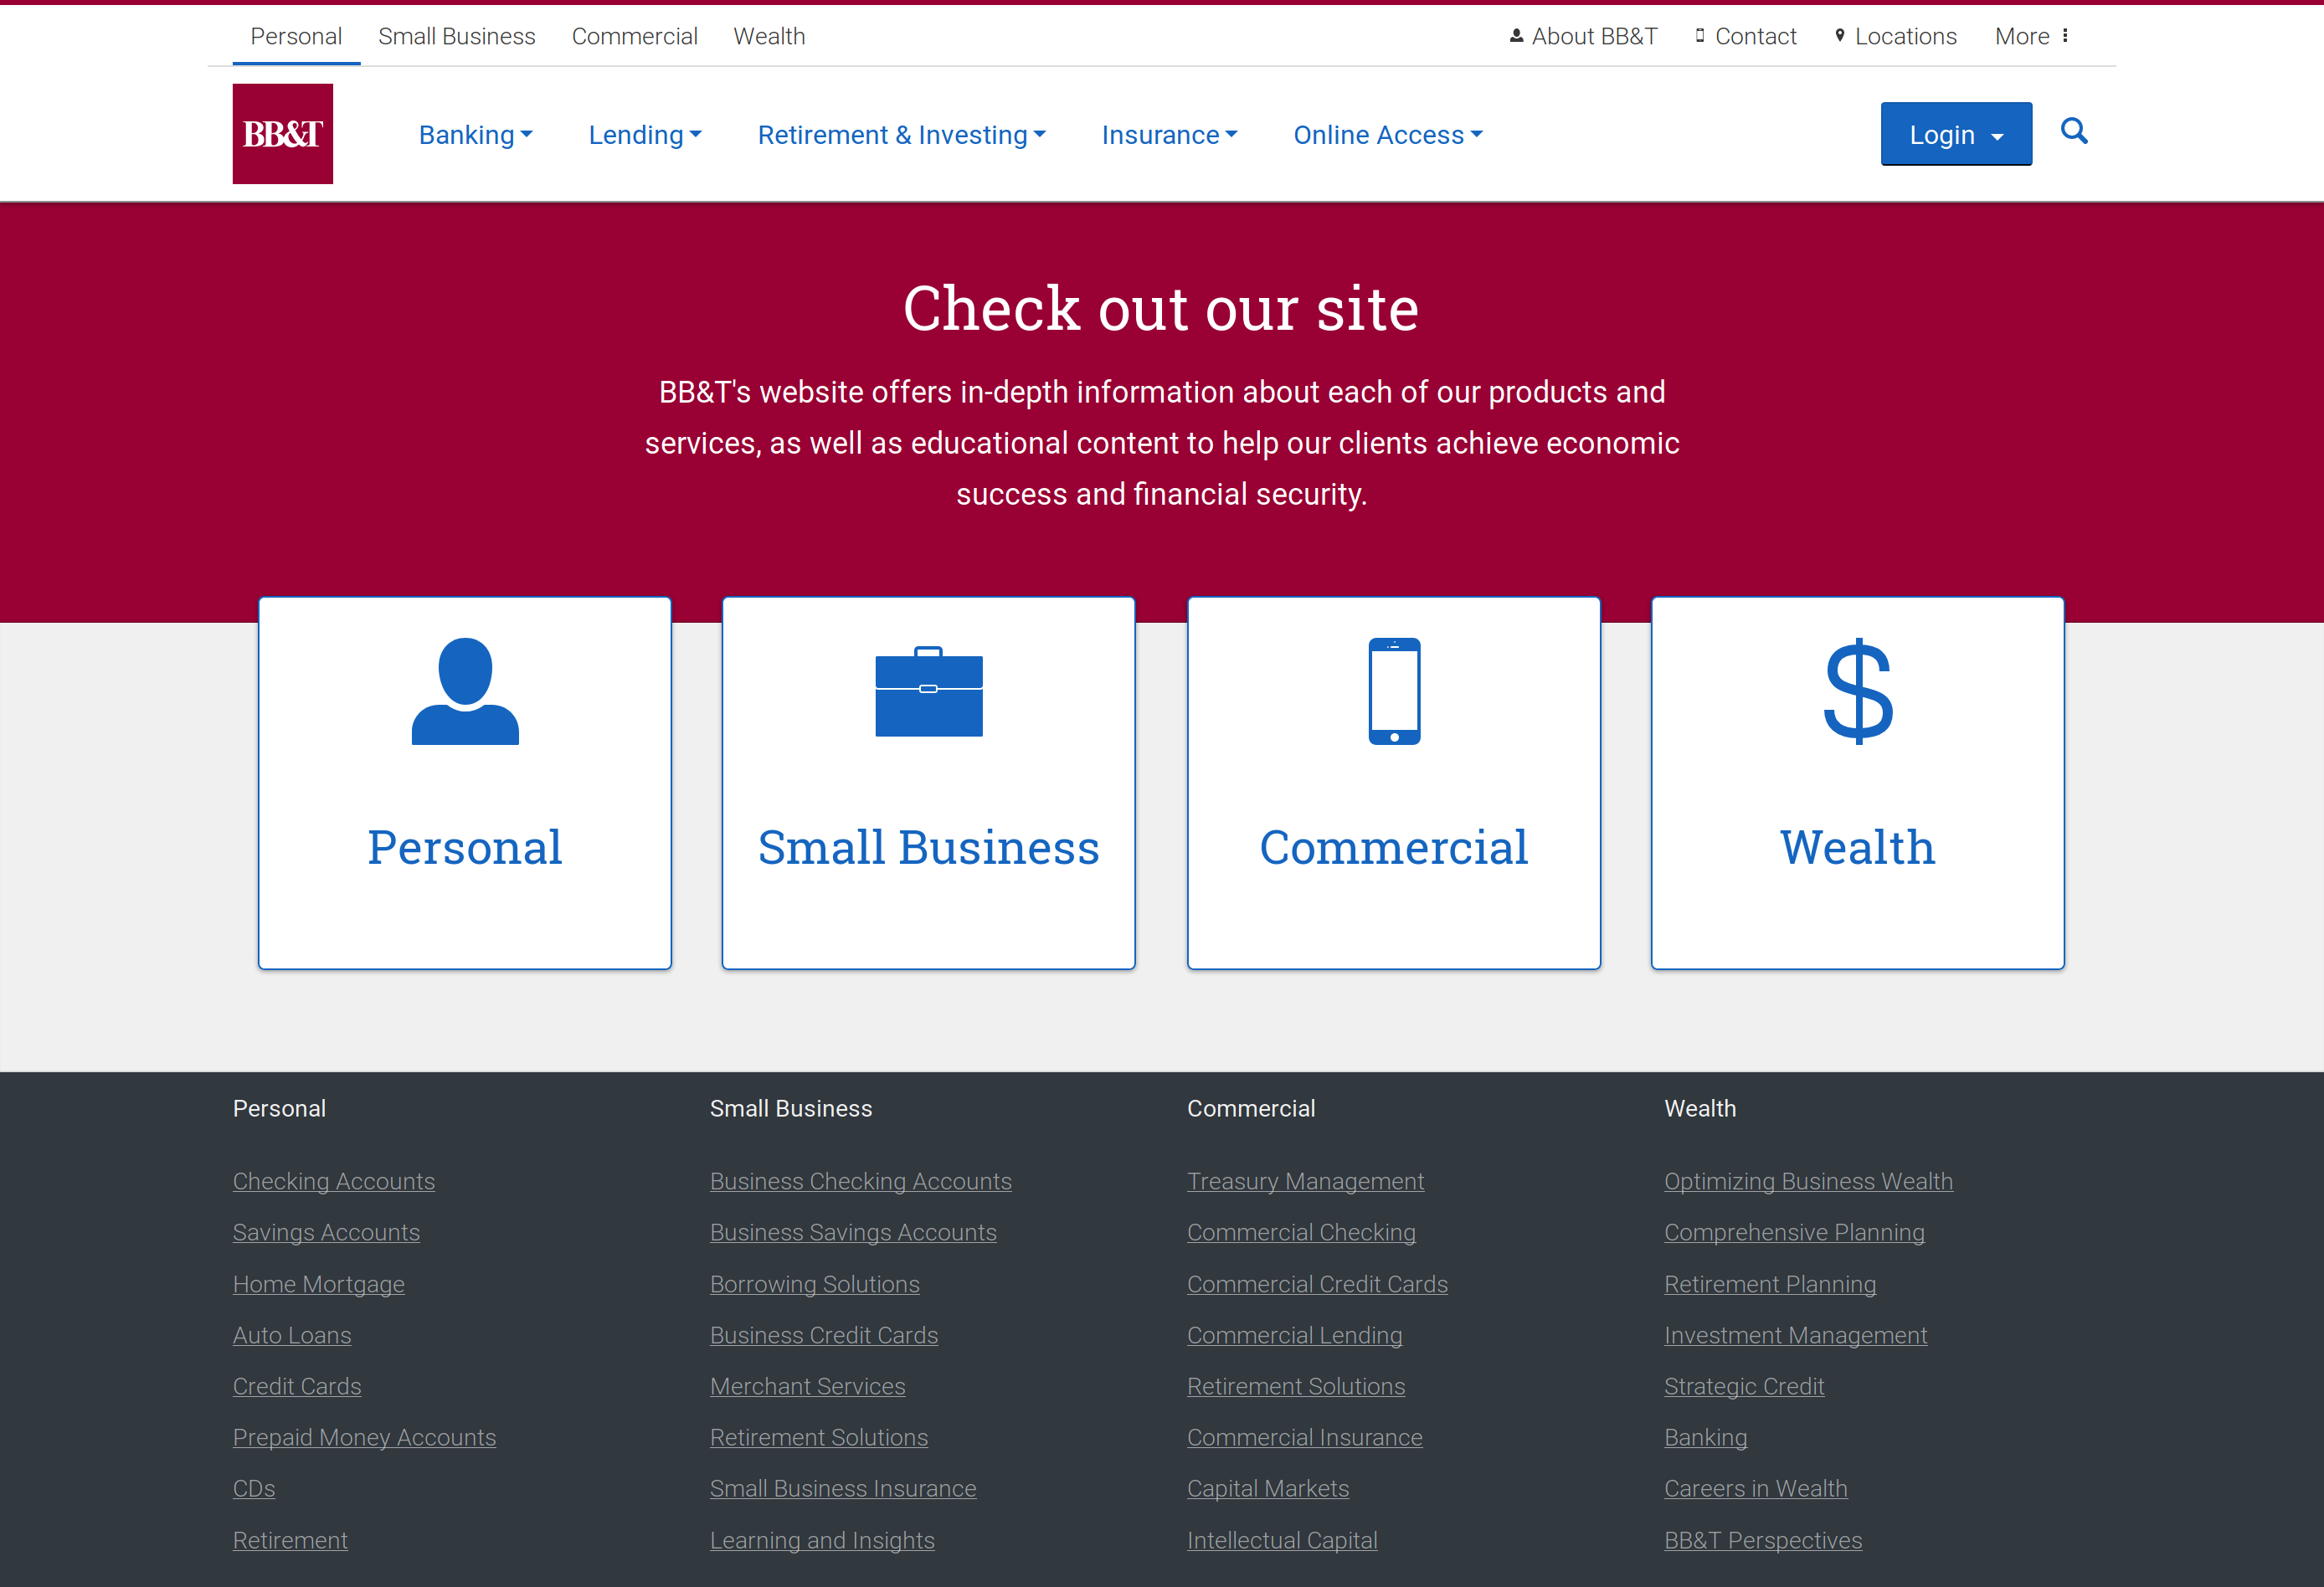 Personal Small Business Commercial Wealth About BB&T Contact Locations More
BB&T Banking Lending Retirement & Investing Insurance Online Access Login
Check out our site
BB&T's website offers in-depth information about each of our products and
services, as well as educational content to help our clients achieve economic
success and financial security.
$
Personal Small Business Commercial Wealth
Personal
Checking Accounts
Savings Accounts
Home Mortgage
Auto Loans
Credit Cards
Prepaid Money Accounts
CDs
Retirement
Small Business
Business Checking Accounts
Business Savings Accounts
Borrowing Solutions
Business Credit Cards
Merchant Services
Retirement Solutions
Small Business Insurance
Learning and Insights
Commercial
Treasury Management
Commercial Checking
Commercial Credit Cards
Commercial Lending
Retirement Solutions
Commercial Insurance
Capital Markets
Intellectual Capital
Wealth
Optimizing Business Wealth
Comprehensive Planning
Retirement Planning
Investment Management
Strategic Credit
Banking
Careers in Wealth
BB&T Perspectives